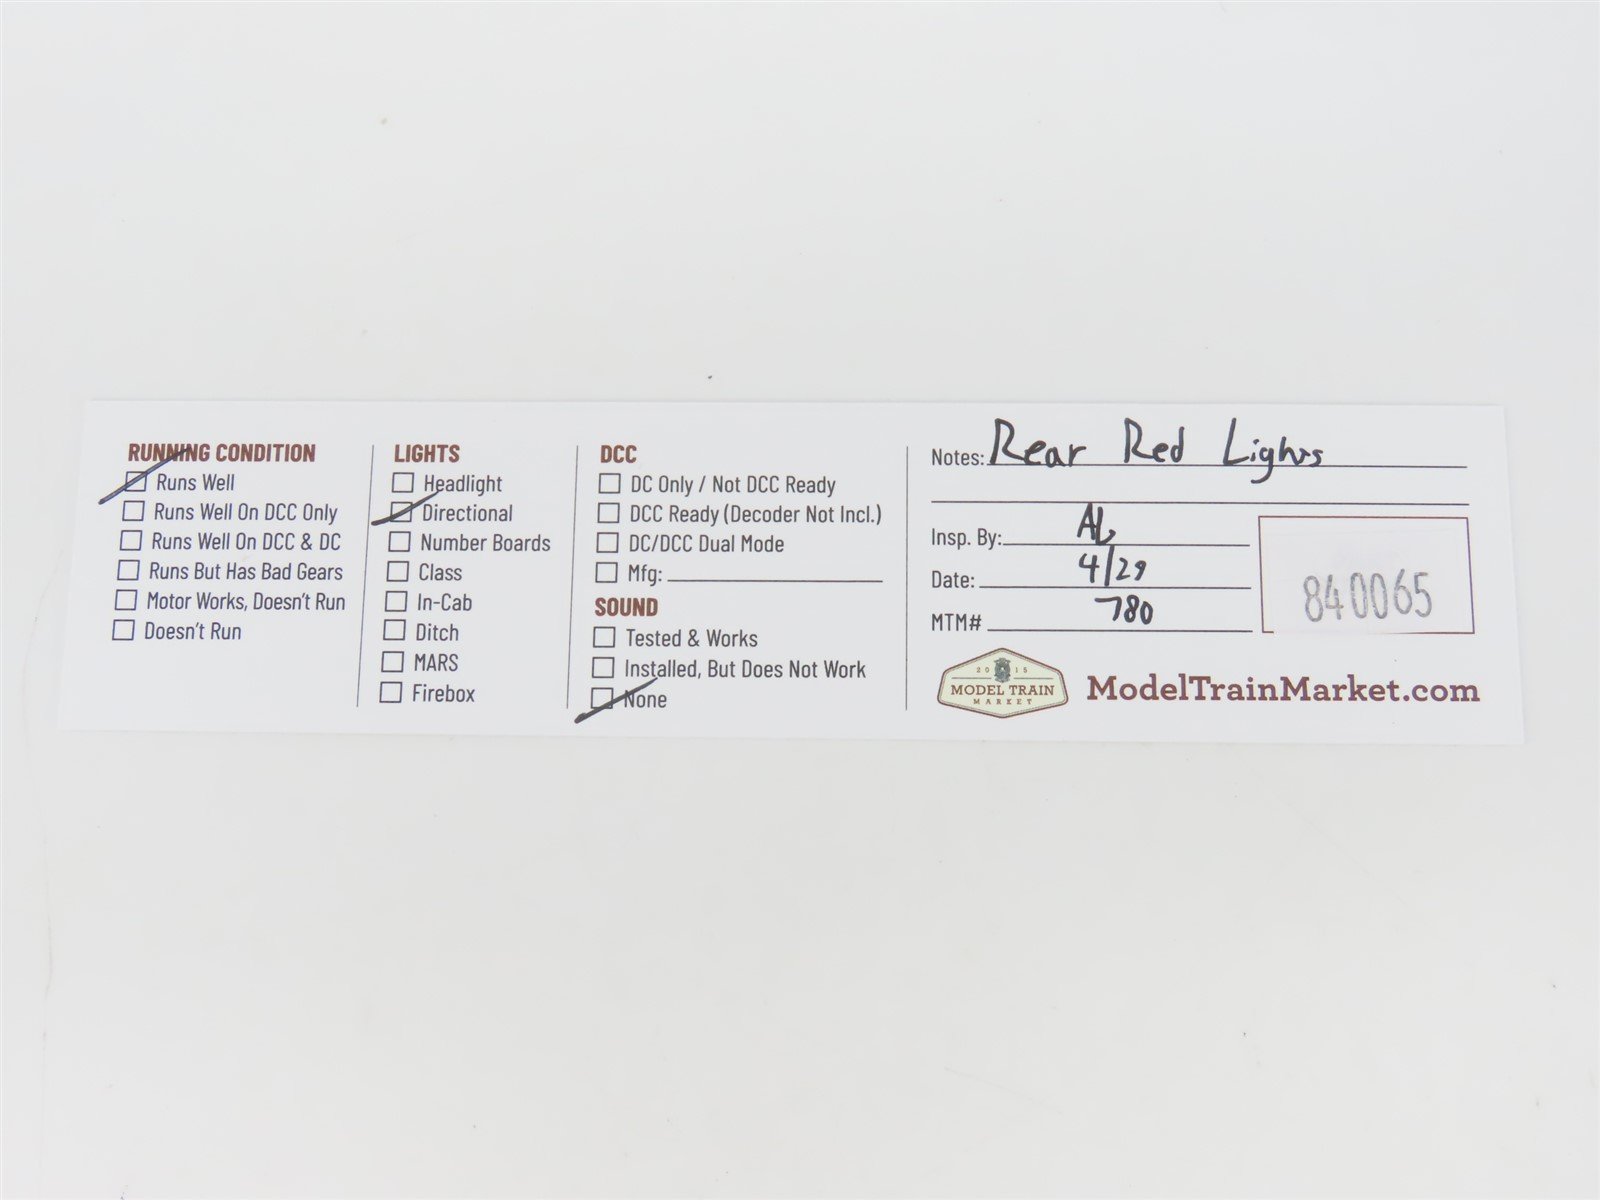 RUNNING CONDITION
Runs Well
Runs Well On DCC Only
Runs Well On DCC & DC
Runs But Has Bad Gears
Motor Works, Doesn't Run
Doesn't Run
LIGHTS
Headlight
Directional
Number Boards
Class
In-Cab
Ditch
MARS
Firebox
DCC
DC Only / Not DCC Ready
DCC Ready (Decoder Not Incl.)
DC/DCC Dual Mode
Mfg:
SOUND
Tested & Works
Installed, But Does Not Work
None
Notes: Rear Red Lights
Insp. By: AL
Date: 4/29
MTM# 780
840065
2015
MODEL TRAIN
MARKET
ModelTrainMarket.com